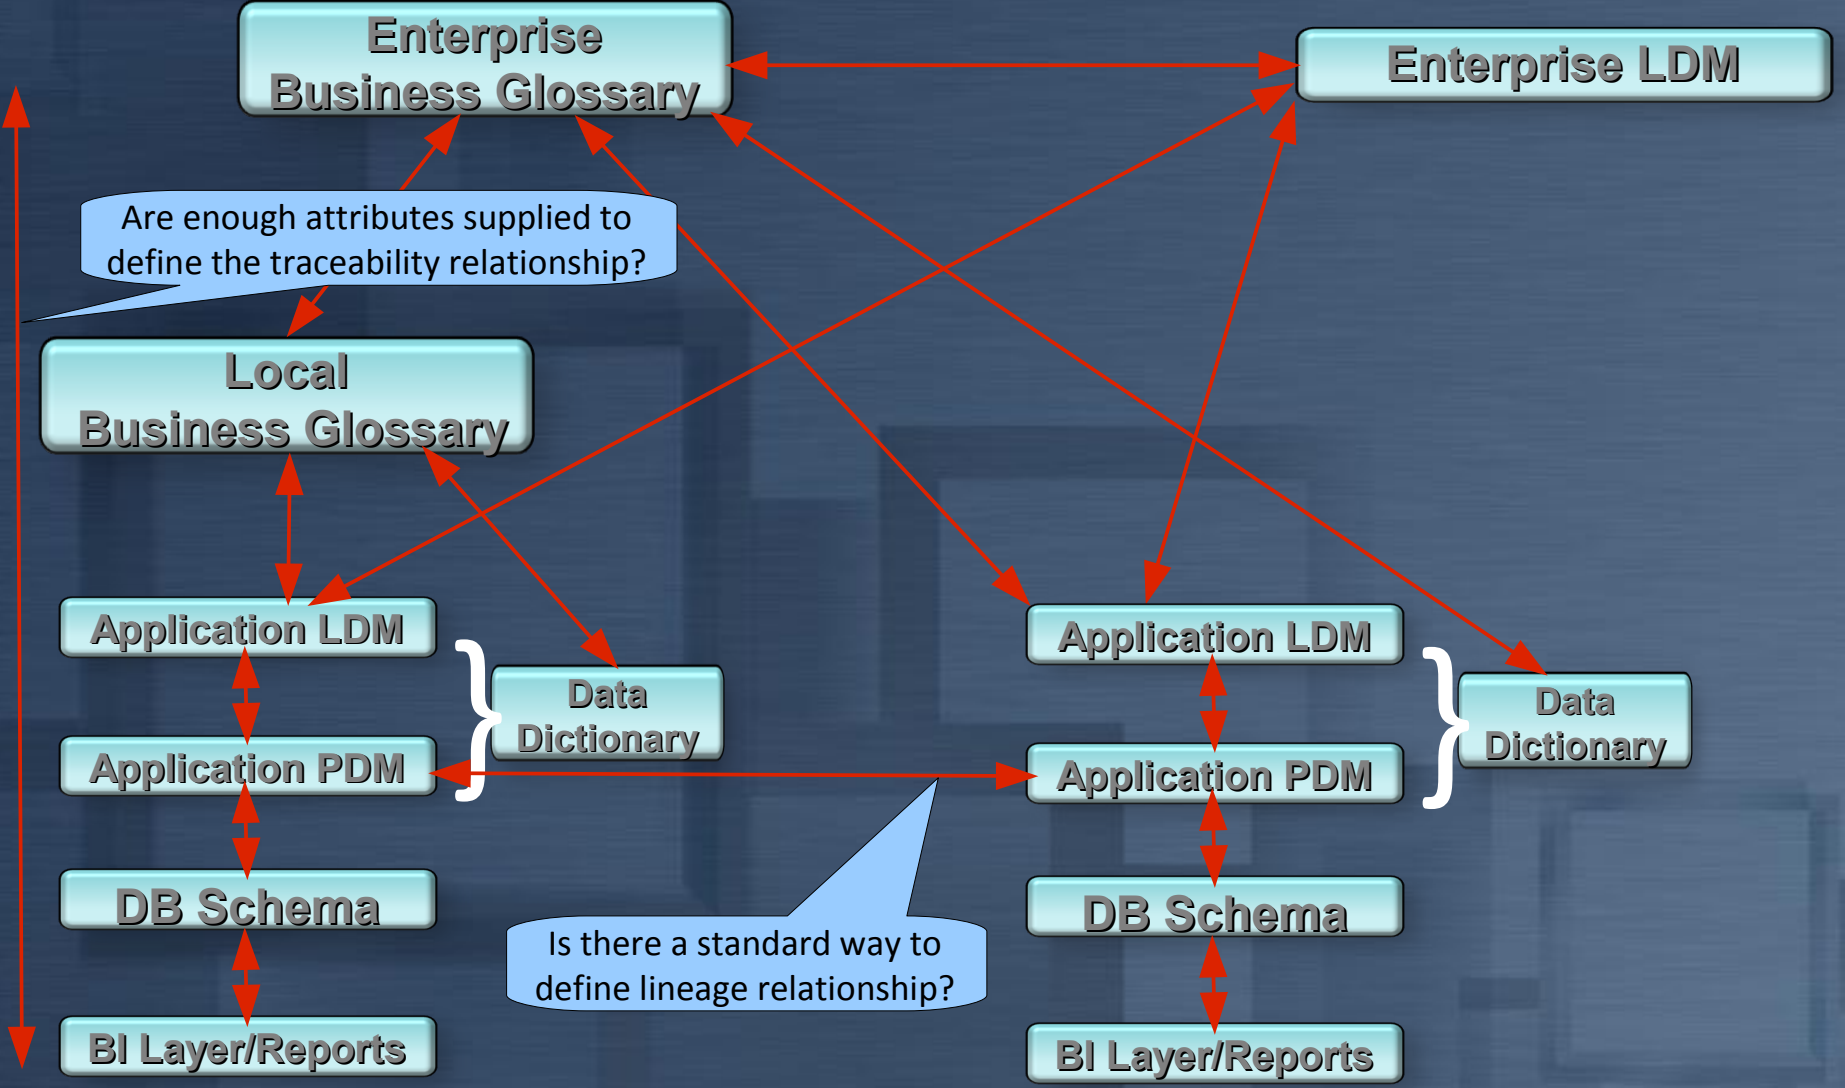 Enterprise
Business Glossary
Enterprise LDM
Are enough attributes supplied to
define the traceability relationship?
Local
Business Glossary
Application LDM
Data
Dictionary
Application PDM
DB Schema
BI Layer/Reports
Is there a standard way to
define lineage relationship?
Application LDM
Data
Dictionary
Application PDM
DB Schema
BI Layer/Reports